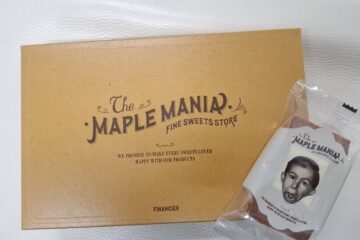 The
MAPLE MANIA
FINE SWEETS STORE
WE PROMISE TO MAKE EVERY SWEETS LOVER
HAPPY WITH OUR PRODUCTS.
FINANCIER
The
MAPLE MANIA